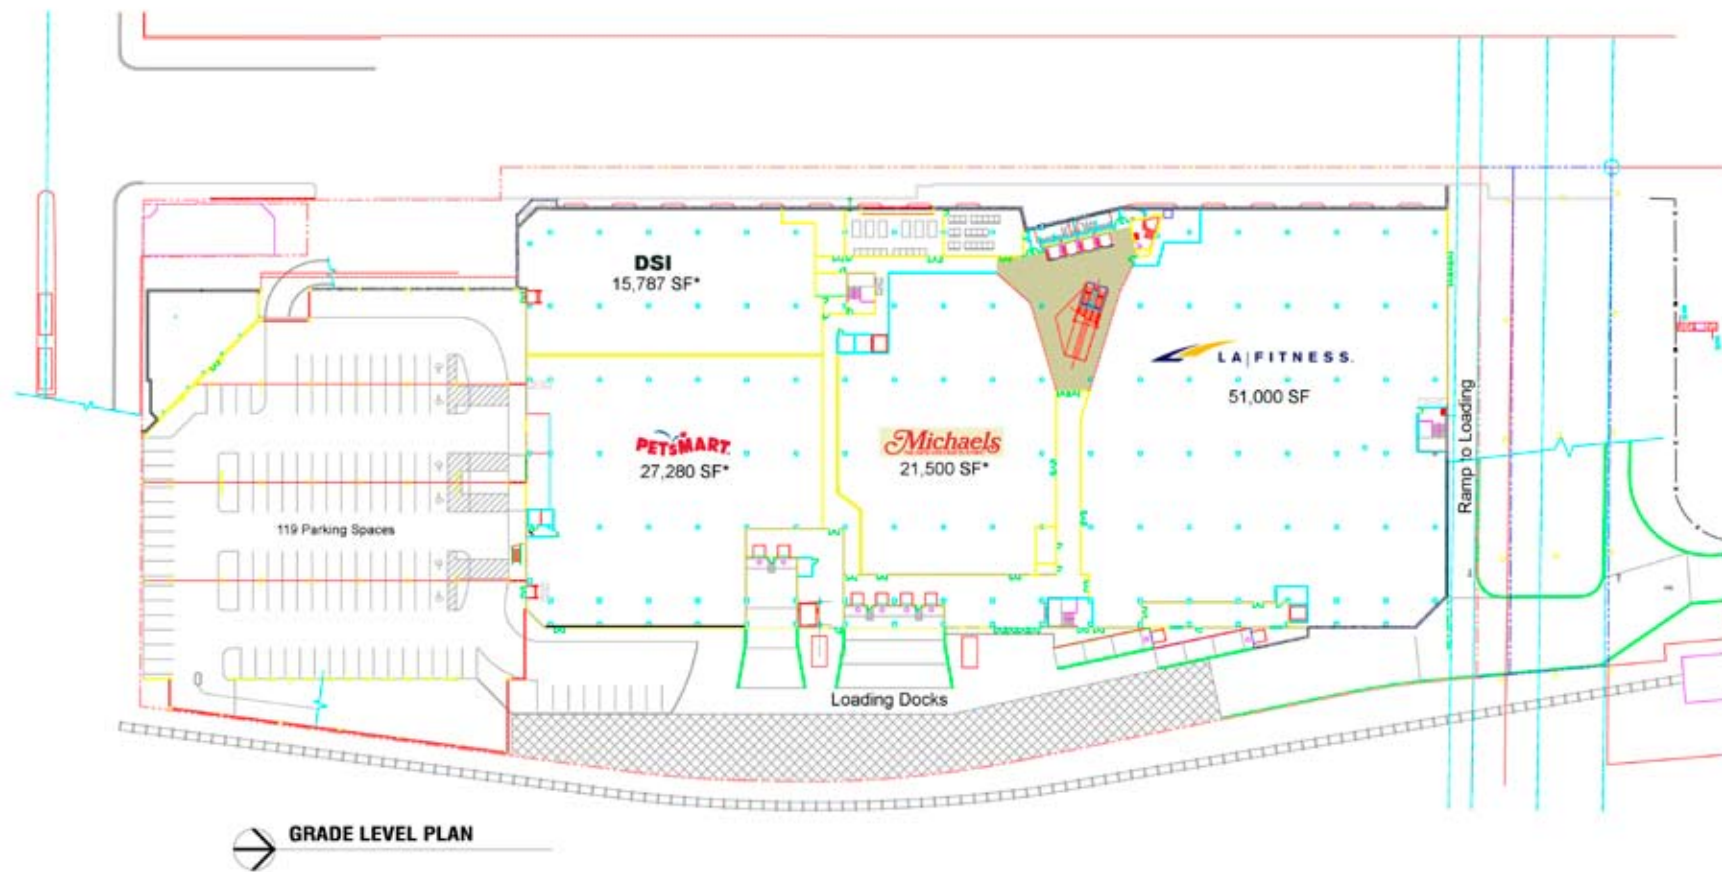 DSI
15,787 SF*
LA|FITNESS.
51,000 SF
PETSMART
27,280 SF*
Michaels
21,500 SF*
Ramp to Loading
119 Parking Spaces
Loading Docks
GRADE LEVEL PLAN